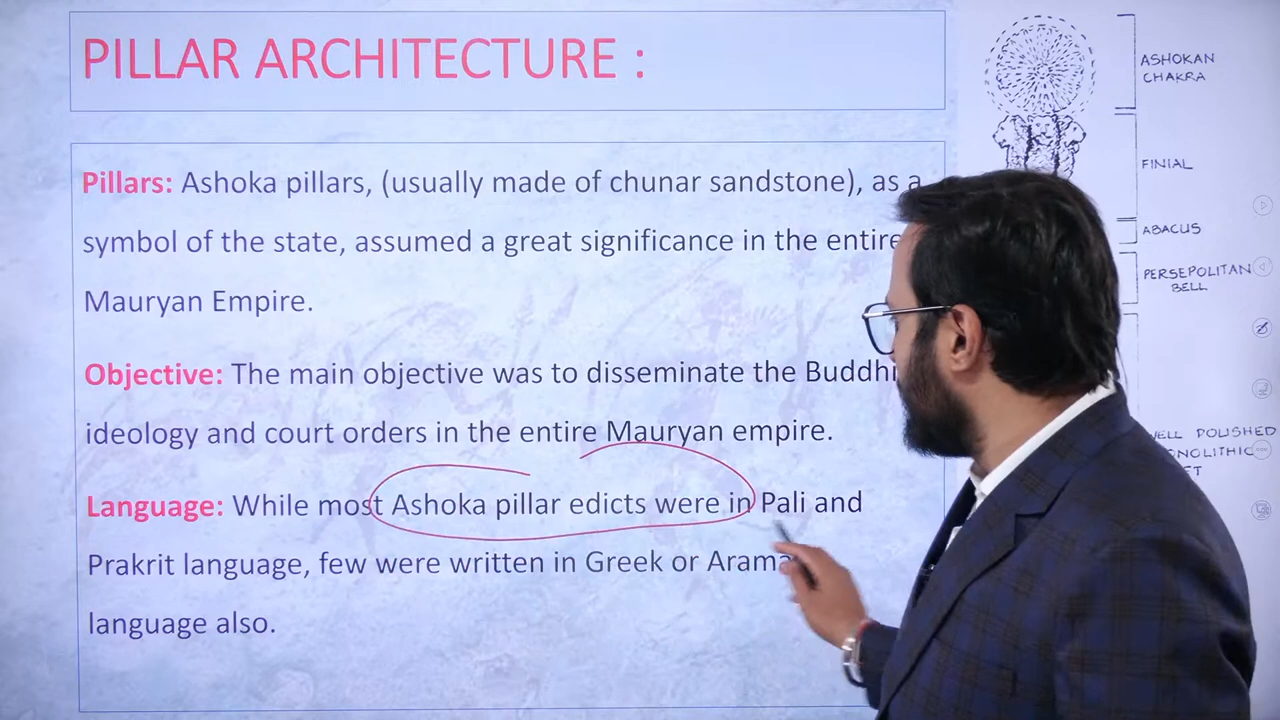 PILLAR ARCHITECTURE :
Pillars: Ashoka pillars, (usually made of chunar sandstone), as a
symbol of the state, assumed a great significance in the entire
Mauryan Empire.
Objective: The main objective was to disseminate the
ideology and court orders in the entire Mauryan empire.
Language: While most Ashoka pillar edicts were in Pali and
Prakrit language, few were written in Greek or
language also.
ASHOKAN
CHAKRA
FINIAL
ABACUS
PERSEPOLITAN
BELL
POLISHED